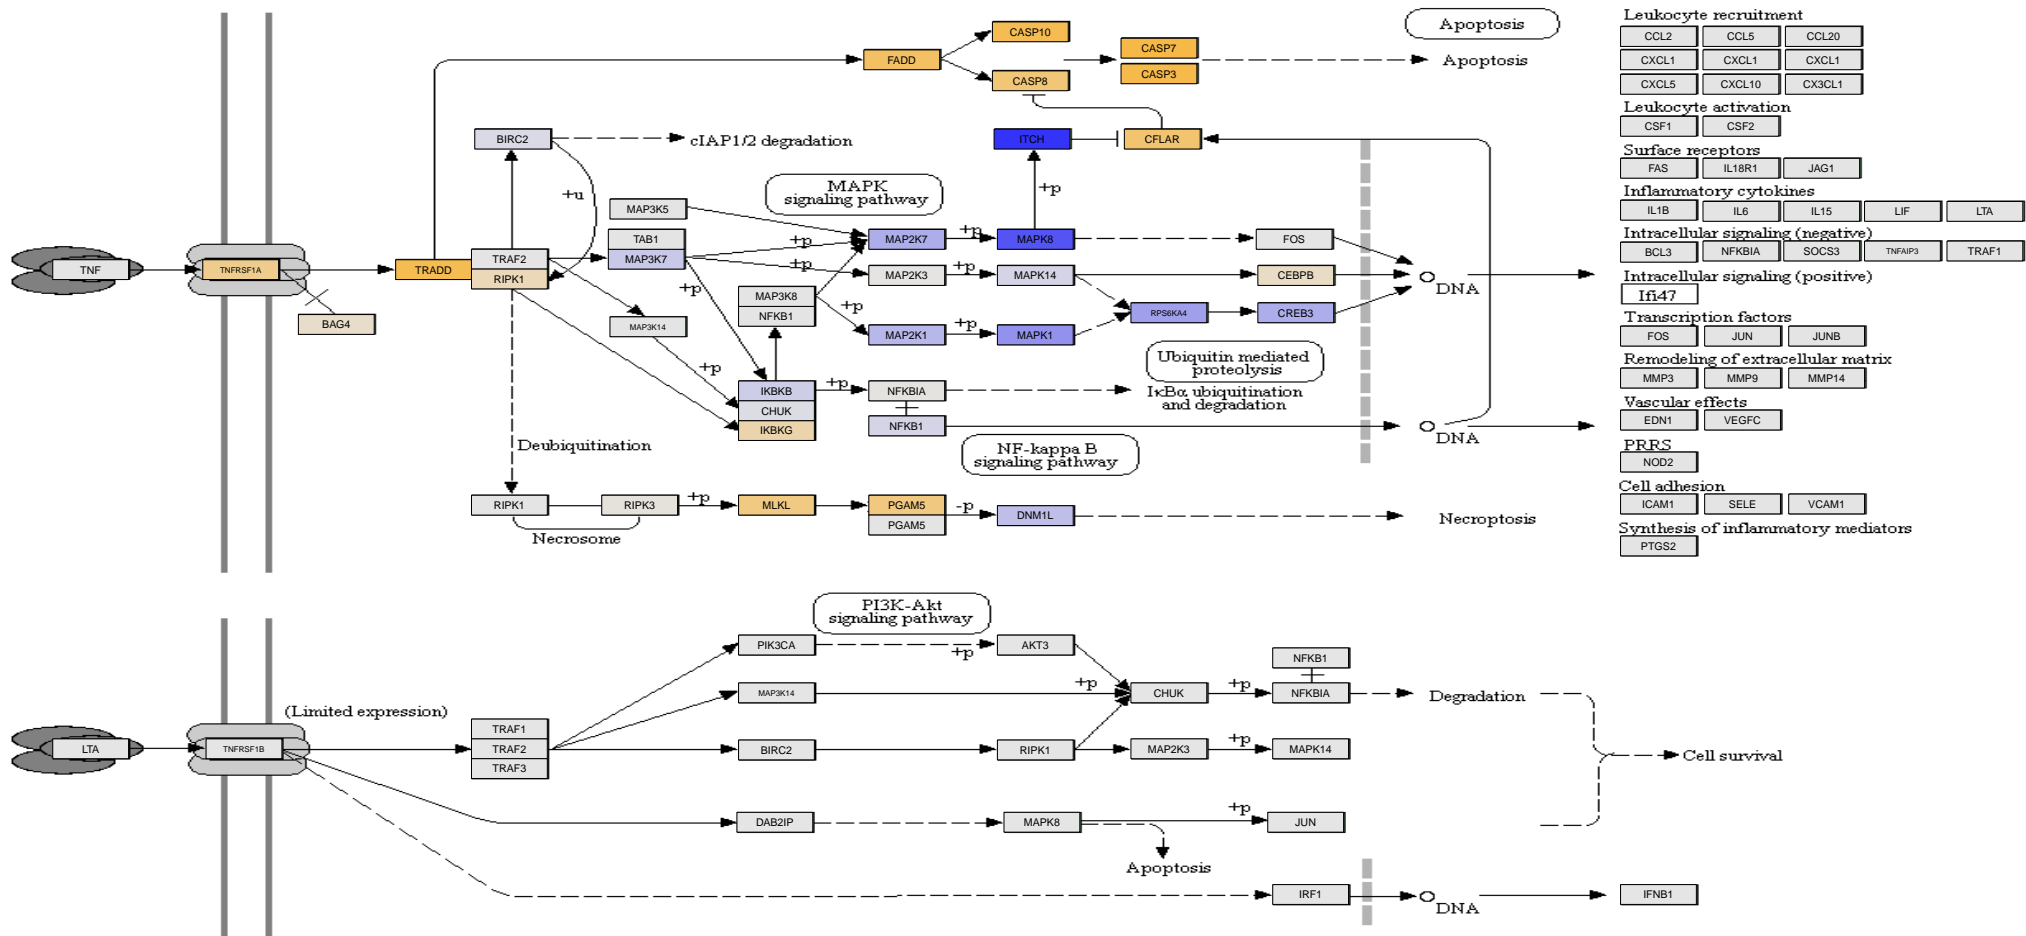 Apoptosis
Leukocyte recruitment
CCL2 CCL5 CCL20
CXCL1 CXCL1 CXCL1
CXCL5 CXCL10 CX3CL1
Leukocyte activation
CSF1 CSF2
Surface receptors
FAS IL18R1 JAG1
Inflammatory cytokines
IL1B IL6 IL15 LIF LTA
Intracellular signaling (negative)
BCL3 NFKBIA SOCS3 TNFAIP3 TRAF1
Intracellular signaling (positive)
Ifi47
Transcription factors
FOS JUN JUNB
Remodeling of extracellular matrix
MMP3 MMP9 MMP14
Vascular effects
EDN1 VEGFC
PRRS
NOD2
Cell adhesion
ICAM1 SELE VCAM1
Synthesis of inflammatory mediators
PTGS2
CASP10
FADD
CASP7
Apoptosis
CASP8
CASP3
BIRC2
cIAP1/2 degradation
ITCH
CFLAR
+u
MAPK
signaling pathway
+p
MAP3K5
TNF
TNFRSF1A
BAG4
TRADD
TRAF2
RIPK1
TAB1
MAP3K7
+p
+p
+p
MAP2K7
+p
MAPK8
FOS
MAP2K3
+p
MAPK14
CEBPB
DNA
MAP3K14
MAP3K8
NFKB1
+p
MAP2K1
+p
MAPK1
RPS6KA4
CREB3
+p
Ubiquitin mediated
proteolysis
IKBKB
CHUK
IKBKG
+p
NFKBIA
NFKB1
IκBα ubiquitination
and degradation
DNA
Deubiquitination
NF-kappa B
signaling pathway
RIPK1
RIPK3
+p
MLKL
PGAM5
PGAM5
-p
DNM1L
Necroptosis
Necrosome
PI3K-Akt
signaling pathway
PIK3CA
+p
AKT3
NFKB1
MAP3K14
+p
CHUK
+p
NFKBIA
Degradation
(Limited expression)
LTA
TNFRSF1B
TRAF1
TRAF2
TRAF3
BIRC2
RIPK1
MAP2K3
+p
MAPK14
Cell survival
DAB2IP
MAPK8
+p
JUN
Apoptosis
IRF1
DNA
IFNB1